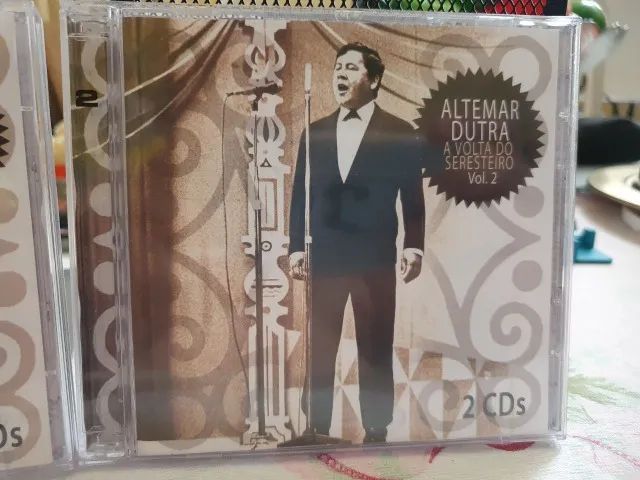 2
ALTEMAR
DUTRA
A VOLTA DO
SERESTEIRO
Vol. 2
2 CDs
Ds